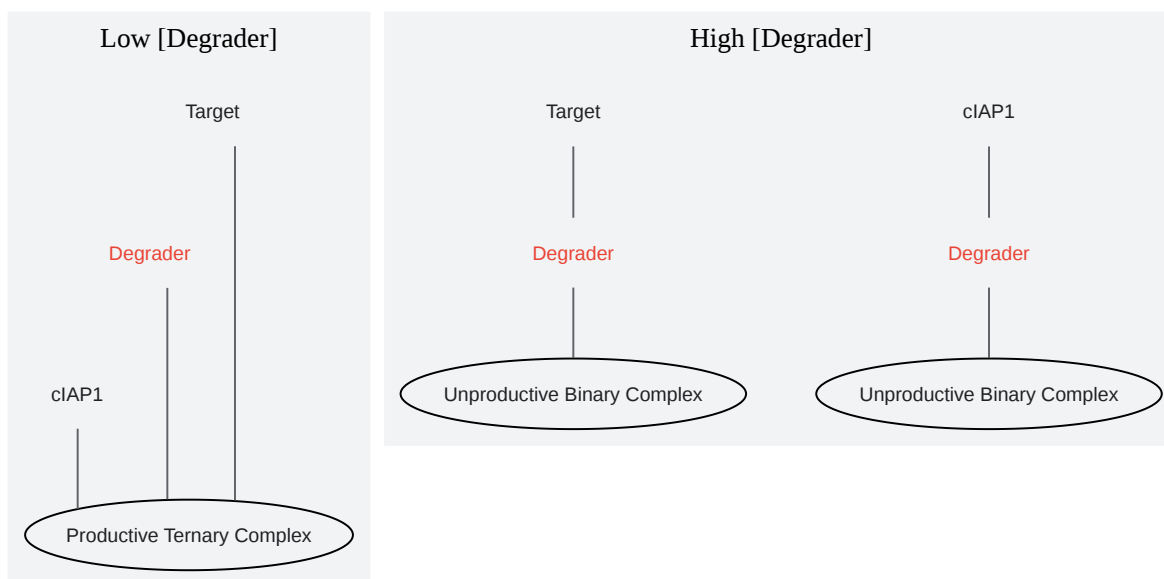 Low [Degrader]
Target
Degrader
cIAP1
Productive Ternary Complex
High [Degrader]
Target
cIAP1
Degrader
Degrader
Unproductive Binary Complex
Unproductive Binary Complex